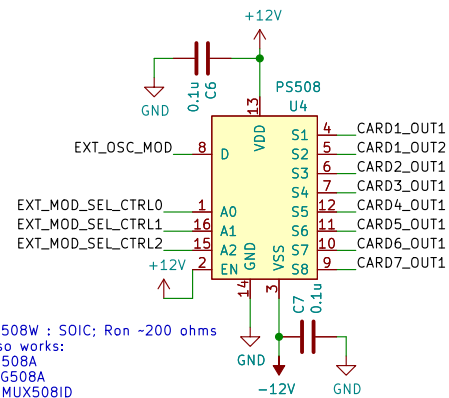 +12V
0.1u
C6
GND
PS508
U4
13
VDD
EXT_OSC_MOD
8
D
S1
4
CARD1_OUT1
S2
5
CARD1_OUT2
S3
6
CARD2_OUT1
S4
7
CARD3_OUT1
EXT_MOD_SEL_CTRL0
1
A0
S5
12
CARD4_OUT1
EXT_MOD_SEL_CTRL1
16
A1
S6
11
CARD5_OUT1
EXT_MOD_SEL_CTRL2
15
A2
S7
10
CARD6_OUT1
+12V
2
EN
S8
9
CARD7_OUT1
GND
14
VSS
3
C7
0.1u
GND
-12V
GND
508W : SOIC; Ron ~200 ohms
so works:
508A
G508A
MUX508ID